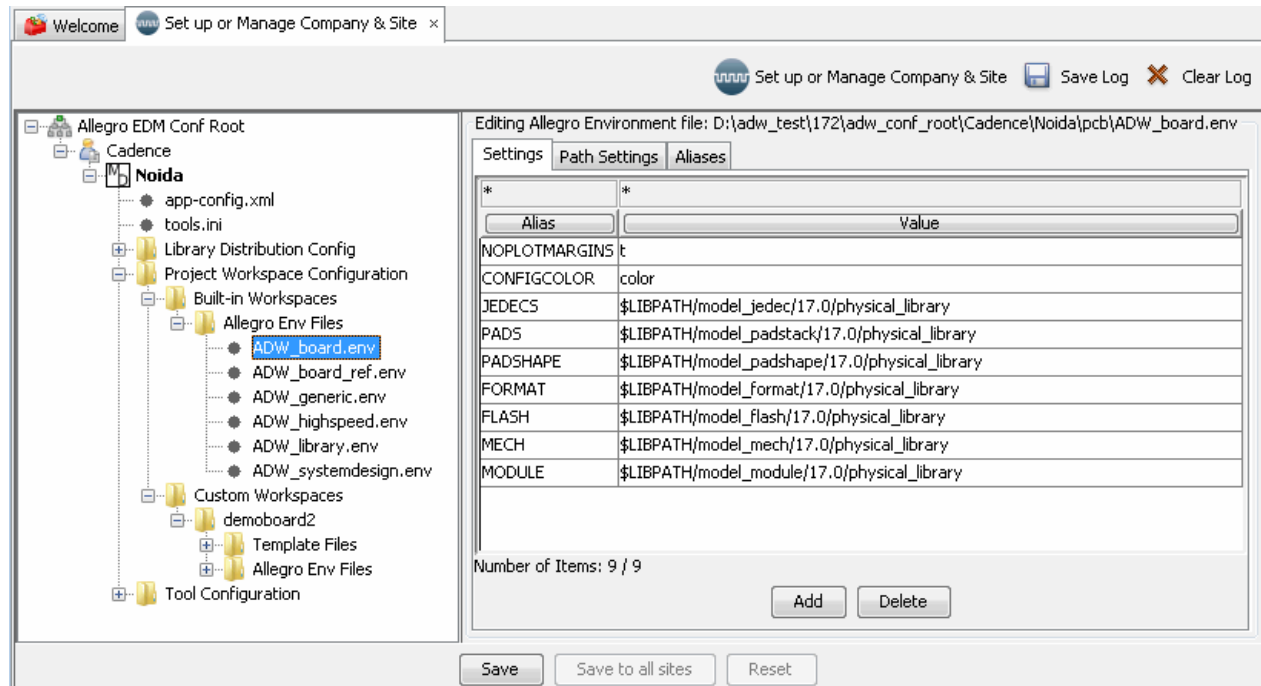 Welcome
Set up or Manage Company & Site ×
Set up or Manage Company & Site Save Log Clear Log
Allegro EDM Conf Root
Cadence
Noida
app-config.xml
tools.ini
Library Distribution Config
Project Workspace Configuration
Built-in Workspaces
Allegro Env Files
ADW_board.env
ADW_board_ref.env
ADW_generic.env
ADW_highspeed.env
ADW_library.env
ADW_systemdesign.env
Custom Workspaces
demoboard2
Template Files
Allegro Env Files
Tool Configuration
Editing Allegro Environment file: D:\adw_test\172\adw_conf_root\Cadence\Noida\pcb\ADW_board.env
Settings Path Settings Aliases
* *
Alias Value
NOPLOTMARGINS t
CONFIGCOLOR color
JEDECS $LIBPATH/model_jedec/17.0/physical_library
PADS $LIBPATH/model_padstack/17.0/physical_library
PADSHAPE $LIBPATH/model_padshape/17.0/physical_library
FORMAT $LIBPATH/model_format/17.0/physical_library
FLASH $LIBPATH/model_flash/17.0/physical_library
MECH $LIBPATH/model_mech/17.0/physical_library
MODULE $LIBPATH/model_module/17.0/physical_library
Number of Items: 9 / 9
Add Delete
Save Save to all sites Reset